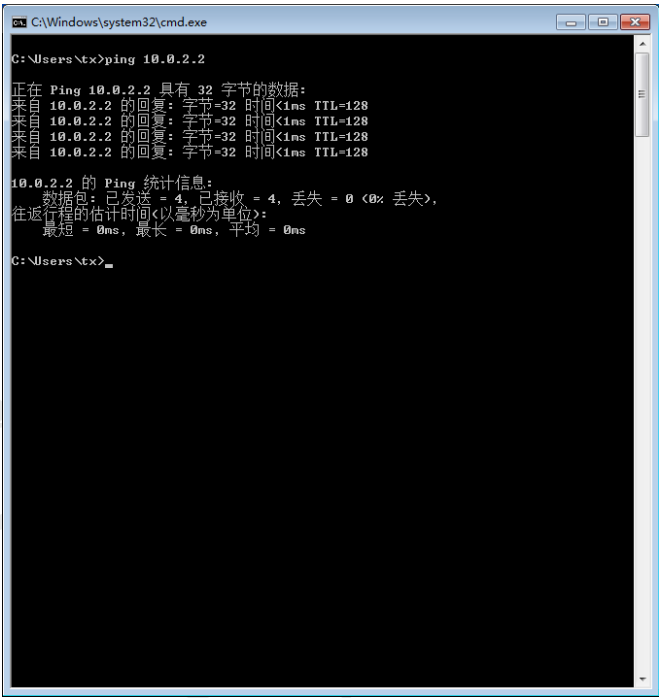 C:\Windows\system32\cmd.exe
C:\Users\tx>ping 10.0.2.2
正在 Ping 10.0.2.2 具有 32 字节的数据:
来自 10.0.2.2 的回复: 字节=32 时间<1ms TTL=128
来自 10.0.2.2 的回复: 字节=32 时间<1ms TTL=128
来自 10.0.2.2 的回复: 字节=32 时间<1ms TTL=128
来自 10.0.2.2 的回复: 字节=32 时间<1ms TTL=128
10.0.2.2 的 Ping 统计信息:
数据包: 已发送 = 4，已接收 = 4，丢失 = 0 (0% 丢失)，
往返行程的估计时间(以毫秒为单位):
最短 = 0ms，最长 = 0ms，平均 = 0ms
C:\Users\tx>